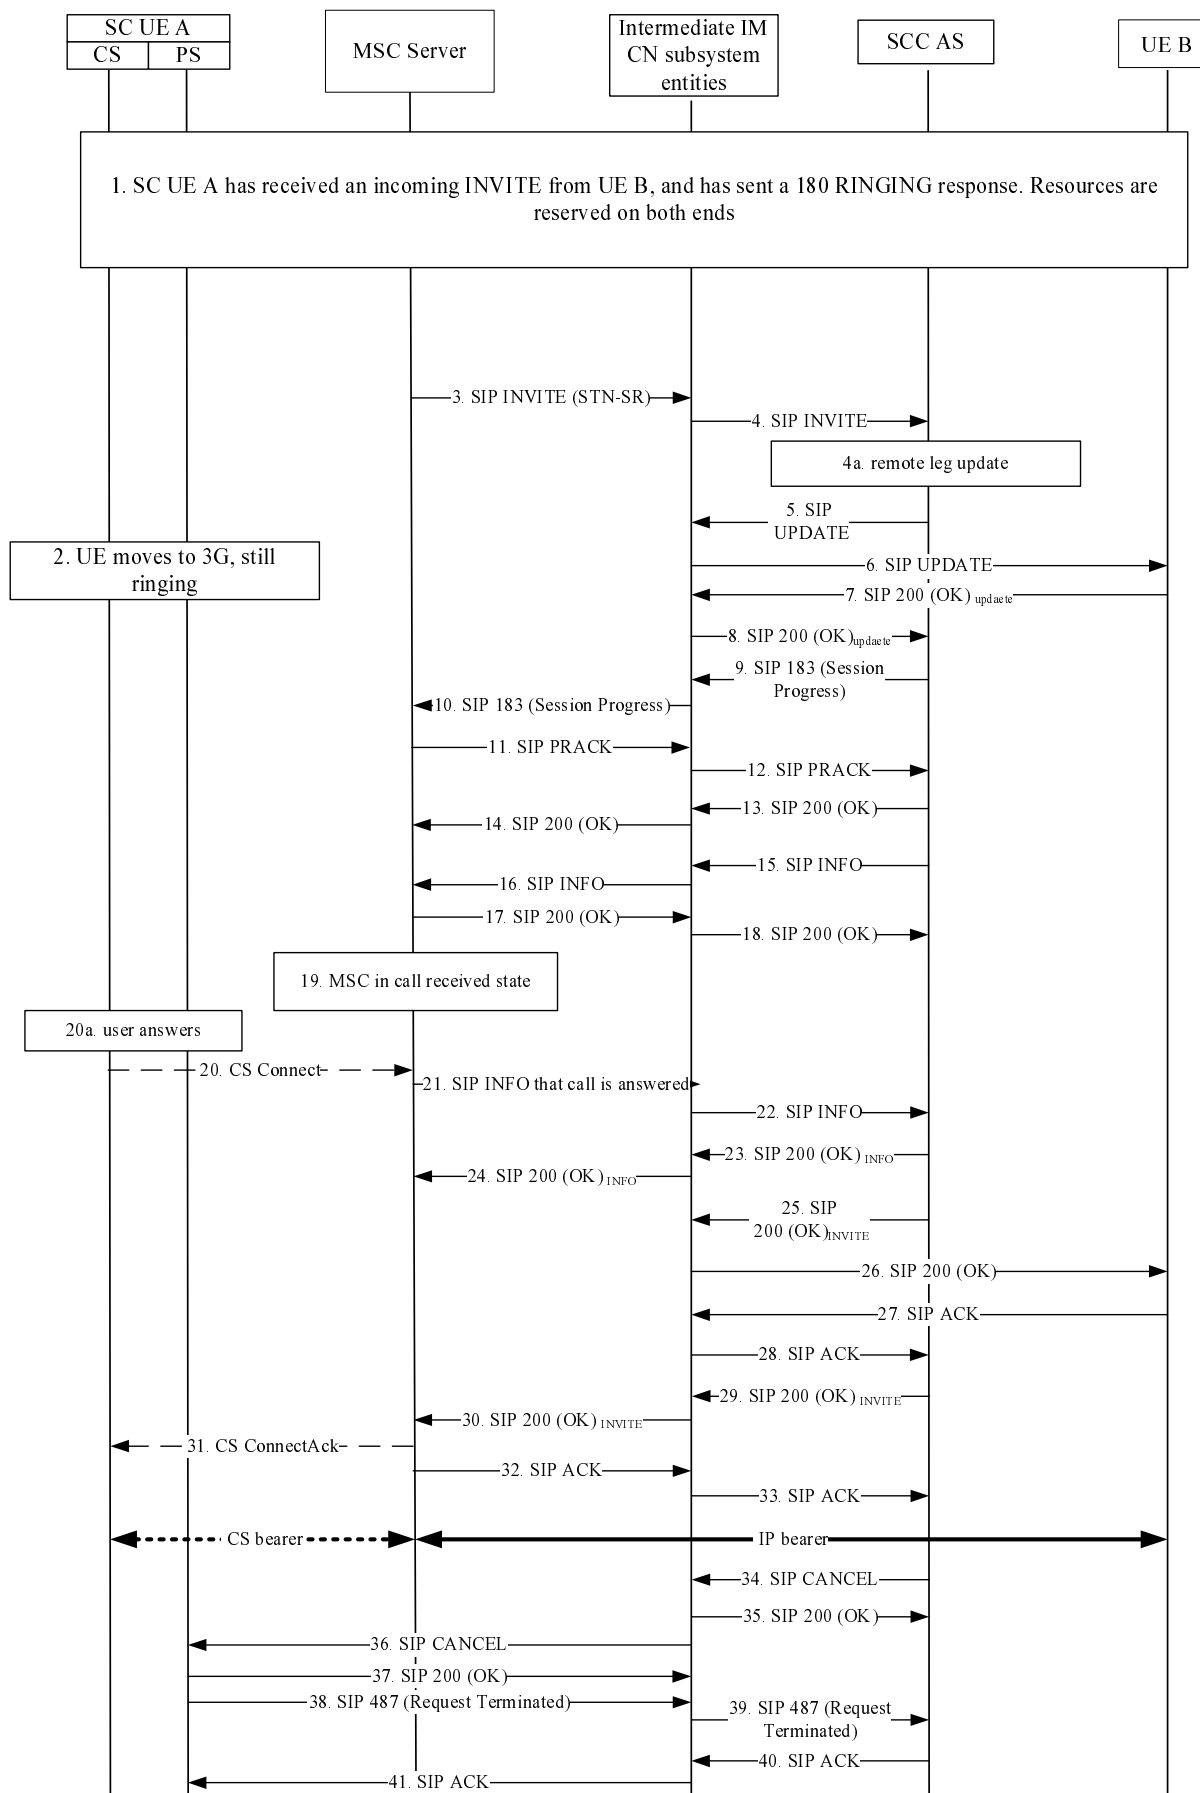 SC UE A
CS
PS
MSC Server
Intermediate IM
CN subsystem
entities
SCC AS
UE B
1. SC UE A has received an incoming INVITE from UE B, and has sent a 180 RINGING response. Resources are
reserved on both ends
3. SIP INVITE (STN-SR)
4. SIP INVITE
4a. remote leg update
5. SIP
UPDATE
2. UE moves to 3G, still
ringing
6. SIP UPDATE
7. SIP 200 (OK) updaete
8. SIP 200 (OK)updaete
9. SIP 183 (Session
Progress)
10. SIP 183 (Session Progress)
11. SIP PRACK
12. SIP PRACK
13. SIP 200 (OK)
14. SIP 200 (OK)
15. SIP INFO
16. SIP INFO
17. SIP 200 (OK)
18. SIP 200 (OK)
19. MSC in call received state
20a. user answers
20. CS Connect
21. SIP INFO that call is answered
22. SIP INFO
23. SIP 200 (OK) INFO
24. SIP 200 (OK) INFO
25. SIP
200 (OK)INVITE
26. SIP 200 (OK)
27. SIP ACK
28. SIP ACK
29. SIP 200 (OK) INVITE
30. SIP 200 (OK) INVITE
31. CS ConnectAck
32. SIP ACK
33. SIP ACK
CS bearer
IP bearer
34. SIP CANCEL
35. SIP 200 (OK)
36. SIP CANCEL
37. SIP 200 (OK)
38. SIP 487 (Request Terminated)
39. SIP 487 (Request
Terminated)
40. SIP ACK
41. SIP ACK